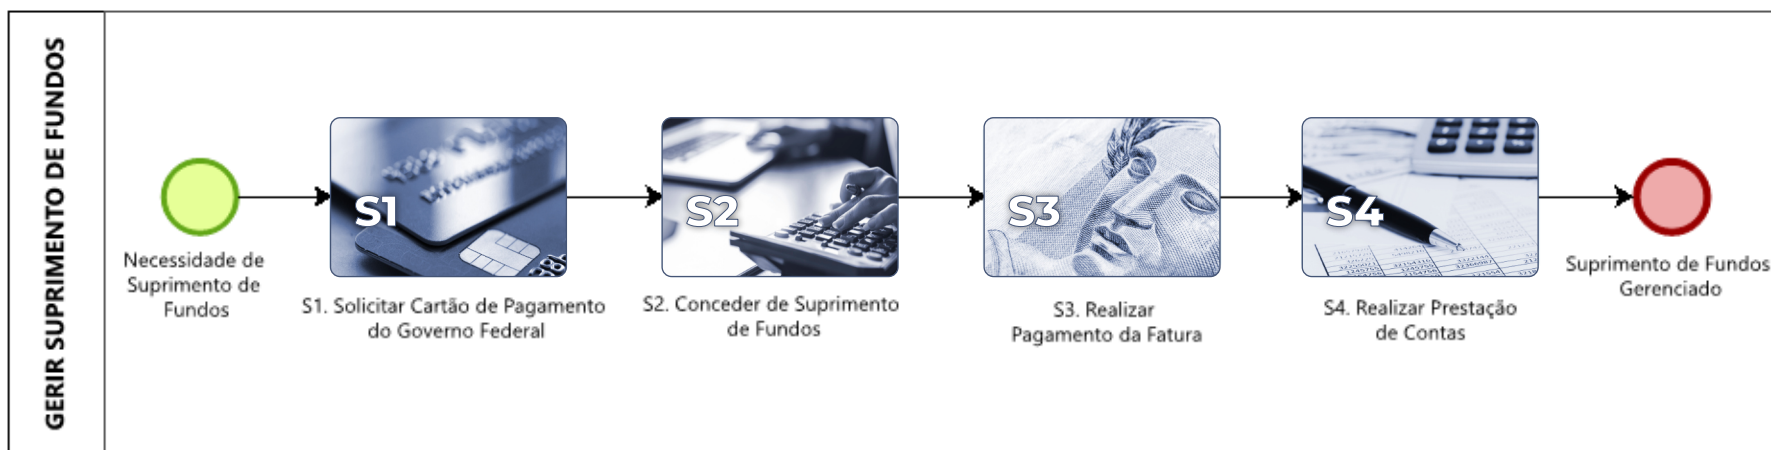 GERIR SUPRIMENTO DE FUNDOS
Necessidade de
Suprimento de
Fundos
S1
S1. Solicitar Cartão de Pagamento
do Governo Federal
S2
S2. Conceder de Suprimento
de Fundos
S3
S3. Realizar
Pagamento da Fatura
S4
S4. Realizar Prestação
de Contas
Suprimento de Fundos
Gerenciado